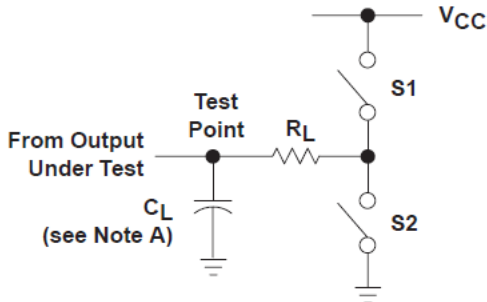 VCC
S1
Test
Point
RL
From Output
Under Test
CL
(see Note A)
S2